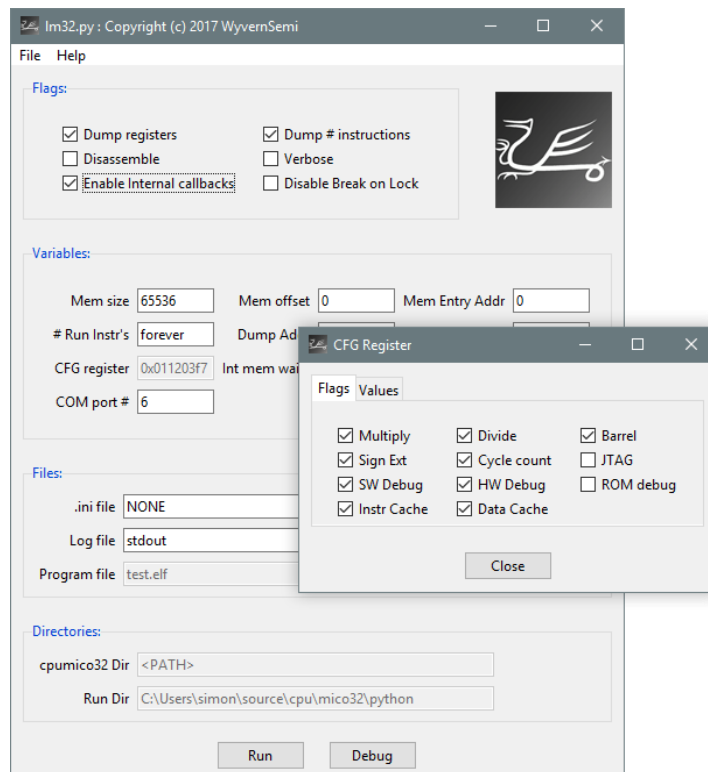 lm32.py : Copyright (c) 2017 WyvernSemi
File Help
Flags:
Dump registers
Dump # instructions
Disassemble
Verbose
Enable Internal callbacks
Disable Break on Lock
Variables:
Mem size 65536 Mem offset 0 Mem Entry Addr 0
# Run Instr's forever Dump Ad
CFG register 0x011203f7 Int mem wai
COM port # 6
CFG Register
Flags Values
Multiply Divide Barrel
Sign Ext Cycle count JTAG
SW Debug HW Debug ROM debug
Instr Cache Data Cache
Close
Files:
.ini file NONE
Log file stdout
Program file test.elf
Directories:
cpumico32 Dir <PATH>
Run Dir C:\Users\simon\source\cpu\mico32\python
Run Debug